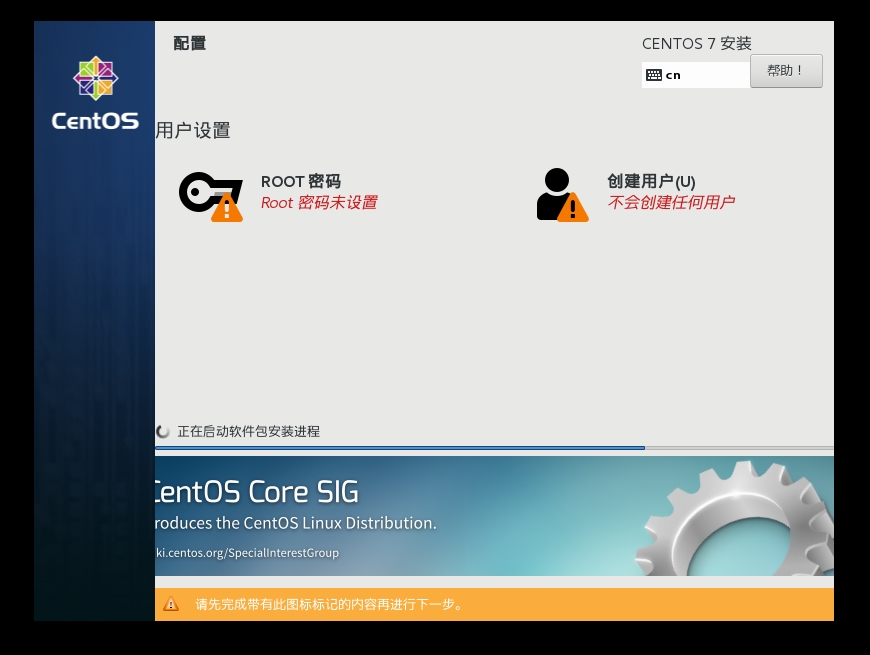 CentOS
配置
CENTOS 7 安装
cn
帮助！
用户设置
ROOT 密码
Root 密码未设置
创建用户(U)
不会创建任何用户
正在启动软件包安装进程
CentOS Core SIG
roduces the CentOS Linux Distribution.
ki.centos.org/SpecialInterestGroup
请先完成带有此图标标记的内容再进行下一步。